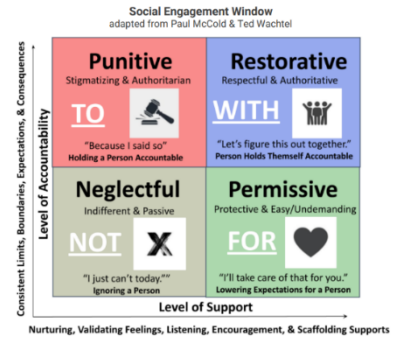 Social Engagement Window
adapted from Paul McCold & Ted Wachtel
Consistent Limits, Boundaries, Expectations, & Consequences
Level of Accountability
Punitive
Stigmatizing & Authoritarian
TO
“Because I said so”
Holding a Person Accountable
Restorative
Respectful & Authoritative
WITH
“Let’s figure this out together.”
Person Holds Themself Accountable
Neglectful
Indifferent & Passive
NOT
X
“I just can’t today.””
Ignoring a Person
Permissive
Protective & Easy/Undemanding
FOR
“I’ll take care of that for you.”
Lowering Expectations for a Person
Level of Support
Nurturing, Validating Feelings, Listening, Encouragement, & Scaffolding Supports